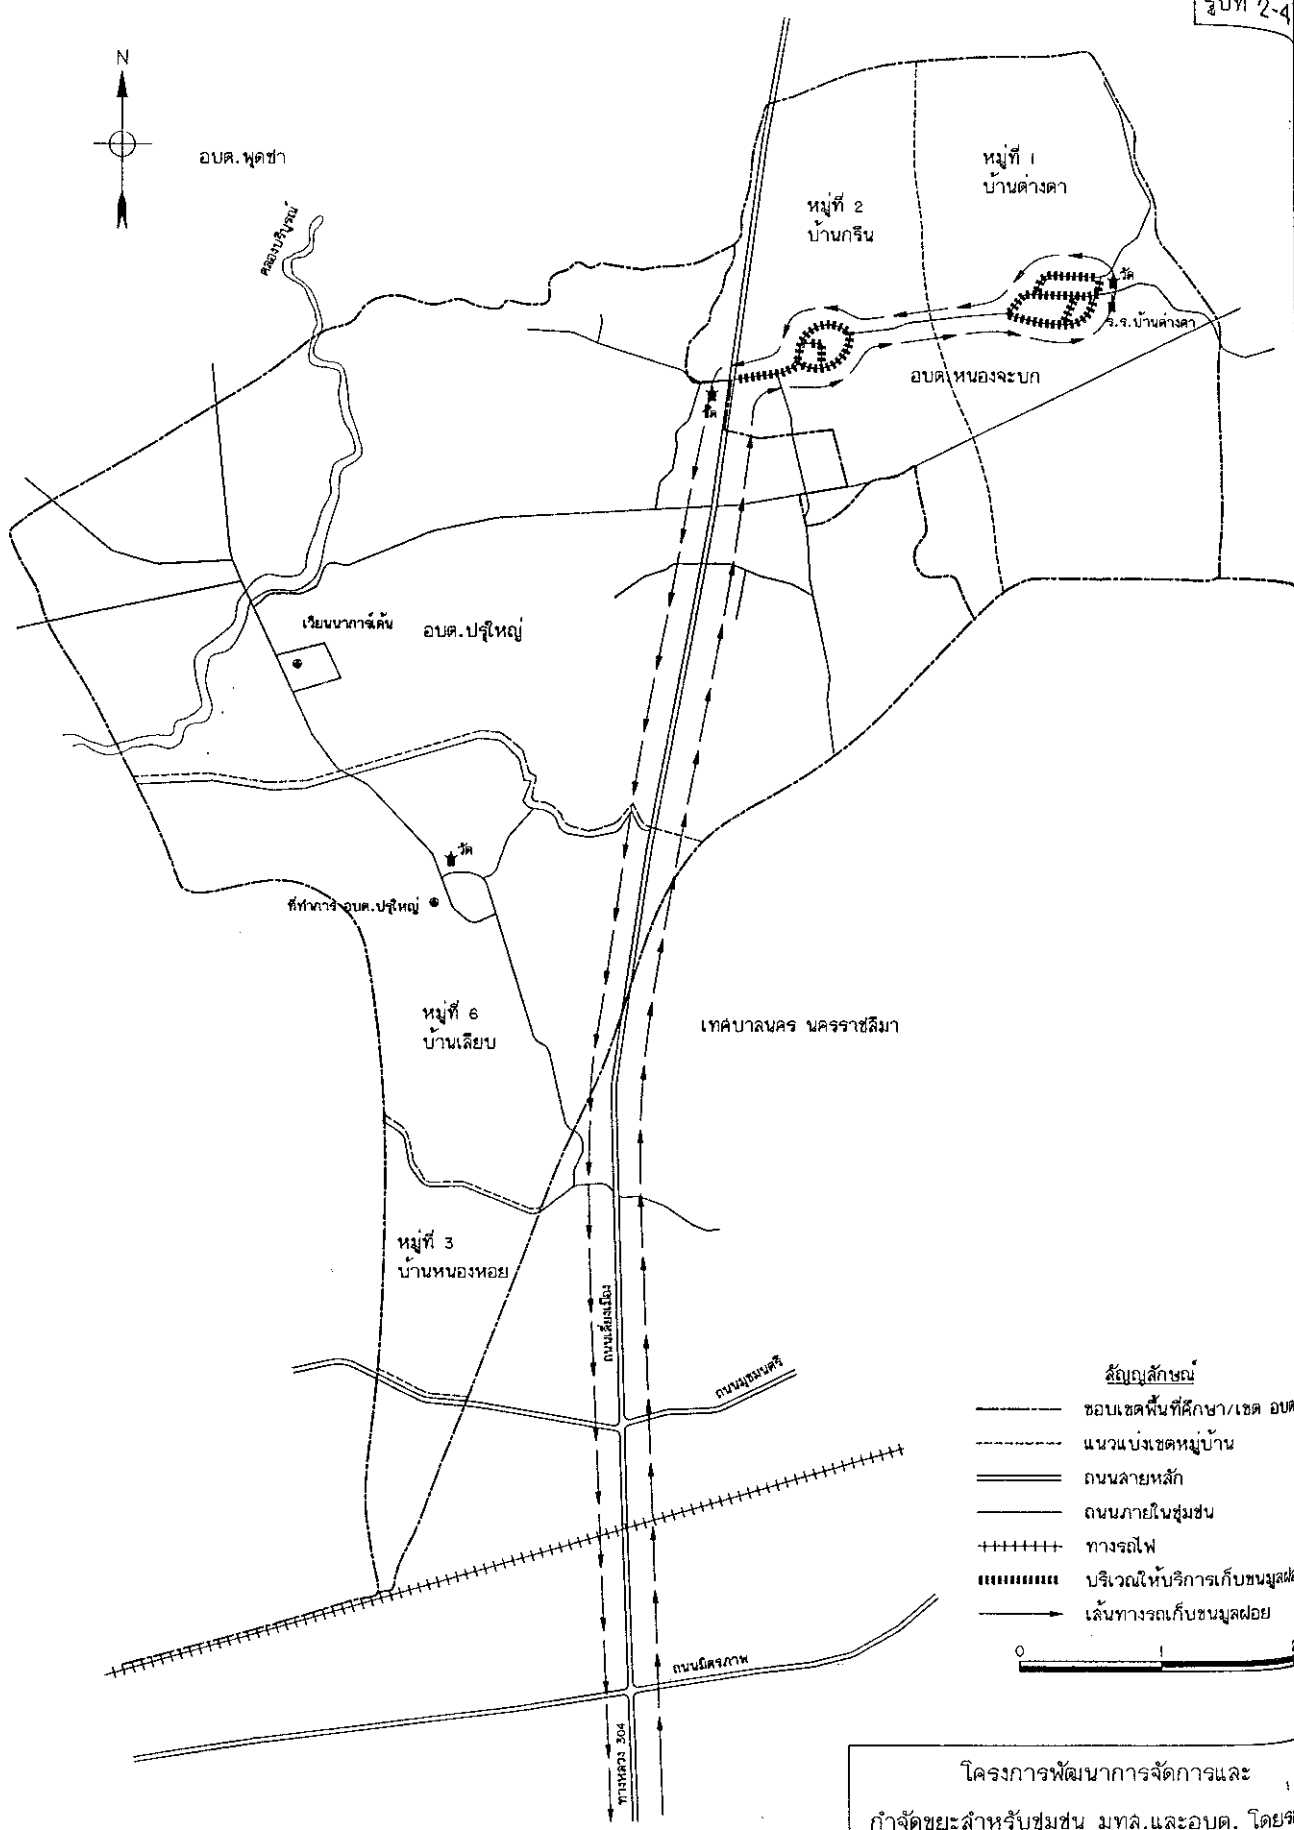 รูปที่ 2-4
N
อบต.พุดซา
คลองบริบูรณ์
หมู่ที่ 1
บ้านต่างตา
หมู่ที่ 2
บ้านกรีน
วัด
ร.ร.บ้านต่างตา
อบต.หนองจะบก
วัด
เวียนนาการ์เด้น
อบต.ปรุใหญ่
วัด
ที่ทำการ อบต.ปรุใหญ่
หมู่ที่ 6
บ้านเลียบ
เทศบาลนคร นครราชสีมา
หมู่ที่ 3
บ้านหนองหอย
ถนนเลี่ยงเมือง
ถนนมุขมนตรี
ถนนมิตรภาพ
ทางหลวง 304
สัญญลักษณ์
ขอบเขตพื้นที่ศึกษา/เขต อบต
แนวแบ่งเขตหมู่บ้าน
ถนนสายหลัก
ถนนภายในชุมชน
ทางรถไฟ
บริเวณให้บริการเก็บขนมูลฝ
เส้นทางรถเก็บขนมูลฝอย
0 1
โครงการพัฒนาการจัดการและ
กำจัดขยะสำหรับชุมชน มทส.และอบต. โดย